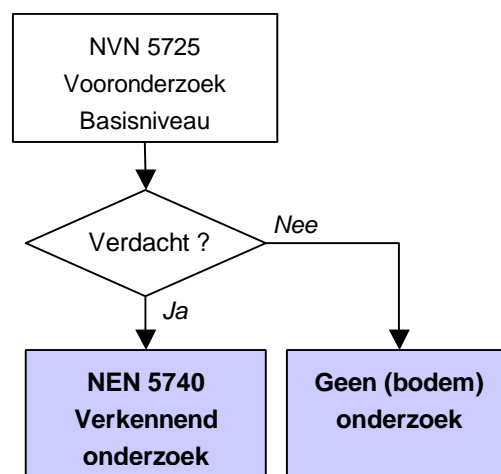 NVN 5725
Vooronderzoek
Basisniveau
Verdacht ?
Nee
Ja
NEN 5740
Verkennend
onderzoek
Geen (bodem)
onderzoek